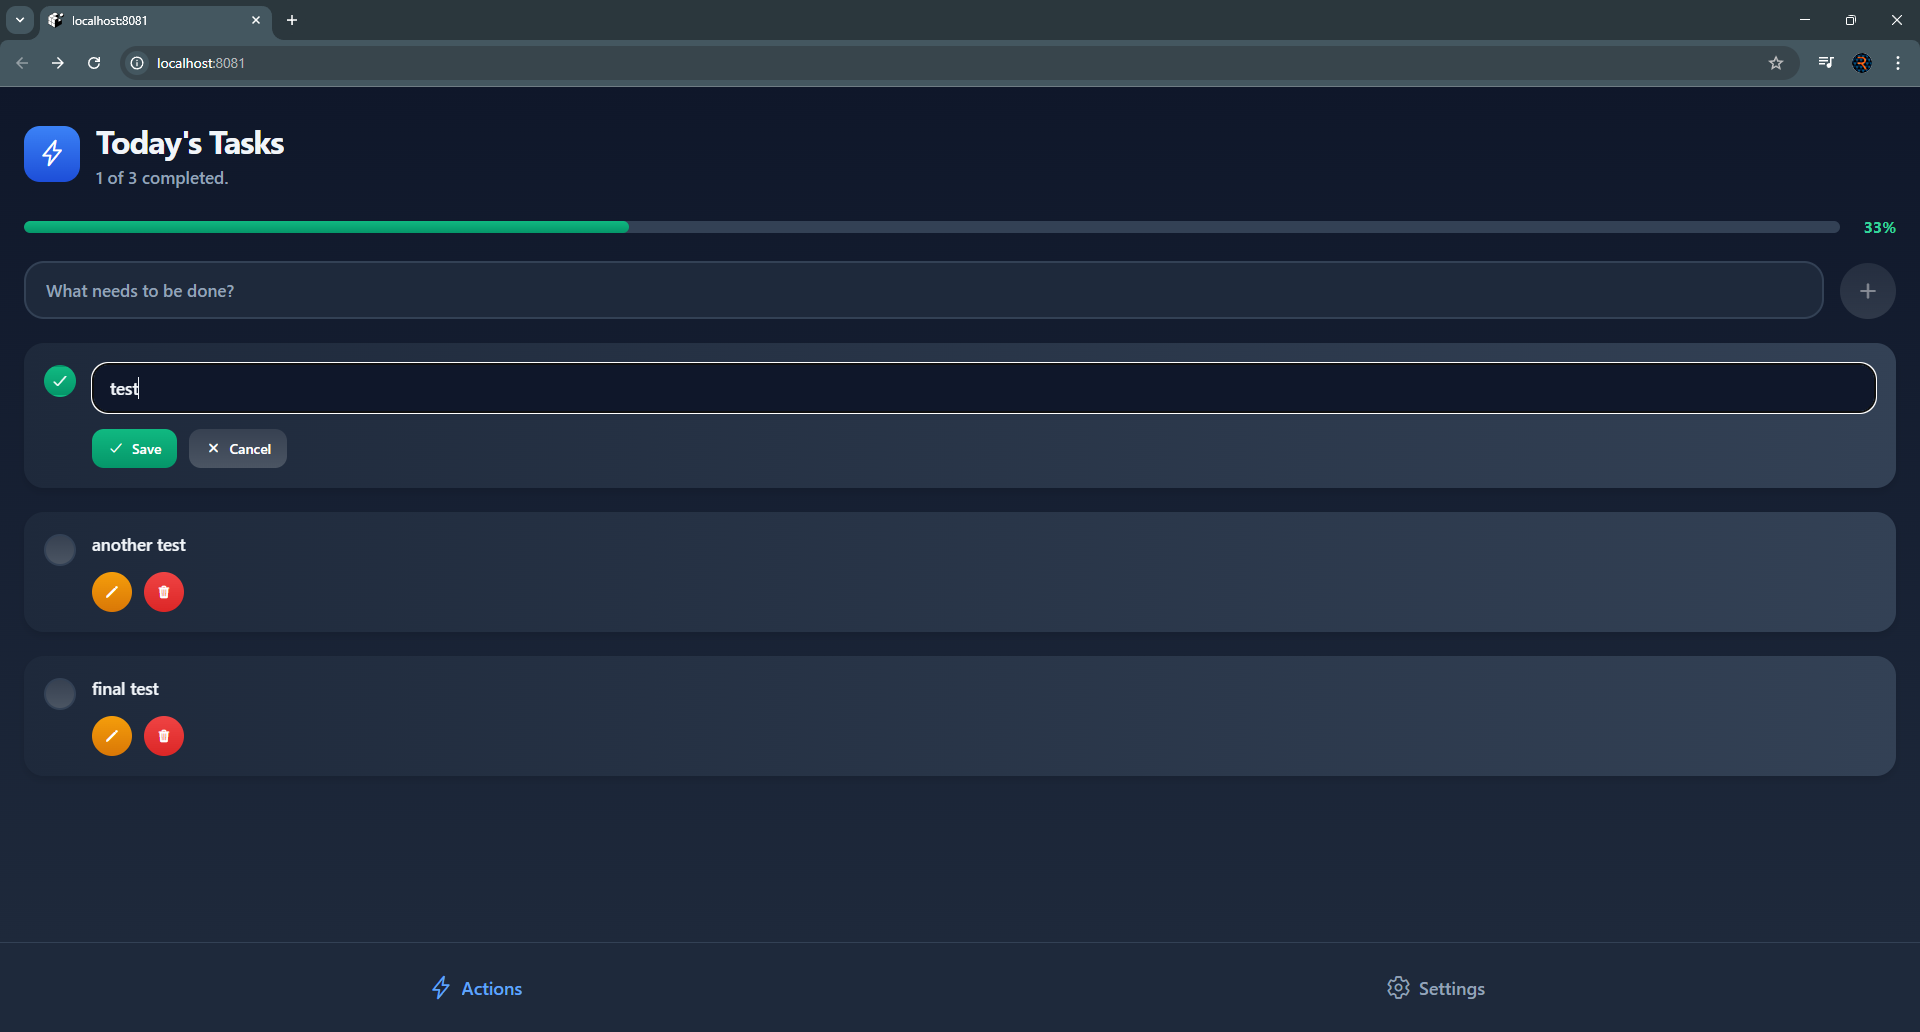 localhost:8081
localhost:8081
Today's Tasks
1 of 3 completed.
33%
What needs to be done?
test
Save
Cancel
another test
final test
Actions
Settings